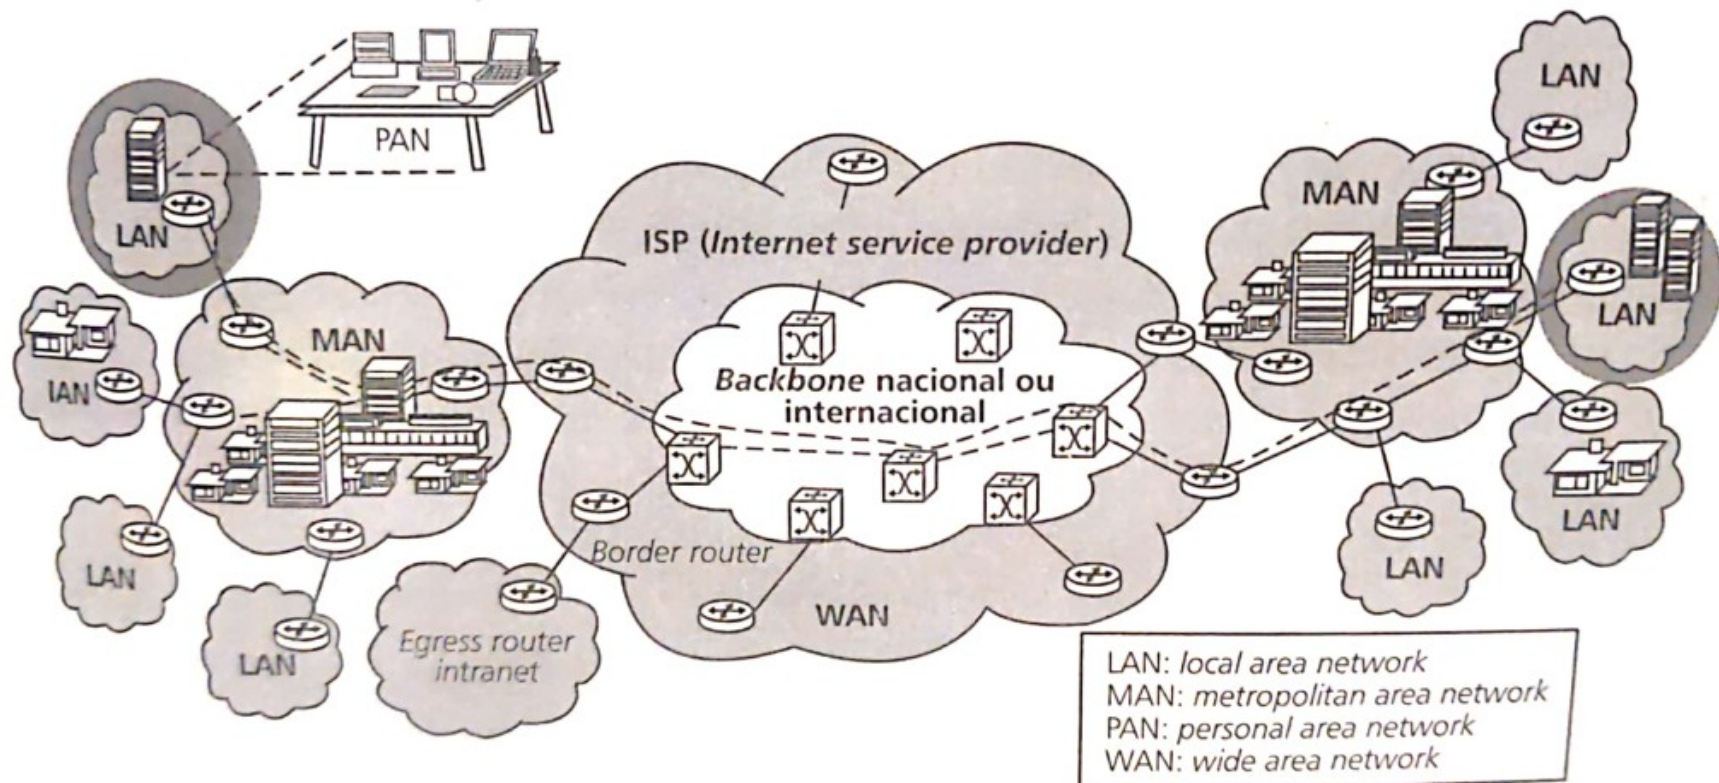 PAN
LAN
LAN
MAN
IAN
LAN
LAN
ISP (Internet service provider)
Backbone nacional ou
internacional
Border router
Egress router
intranet
WAN
MAN
LAN
LAN
LAN
LAN
LAN: local area network
MAN: metropolitan area network
PAN: personal area network
WAN: wide area network